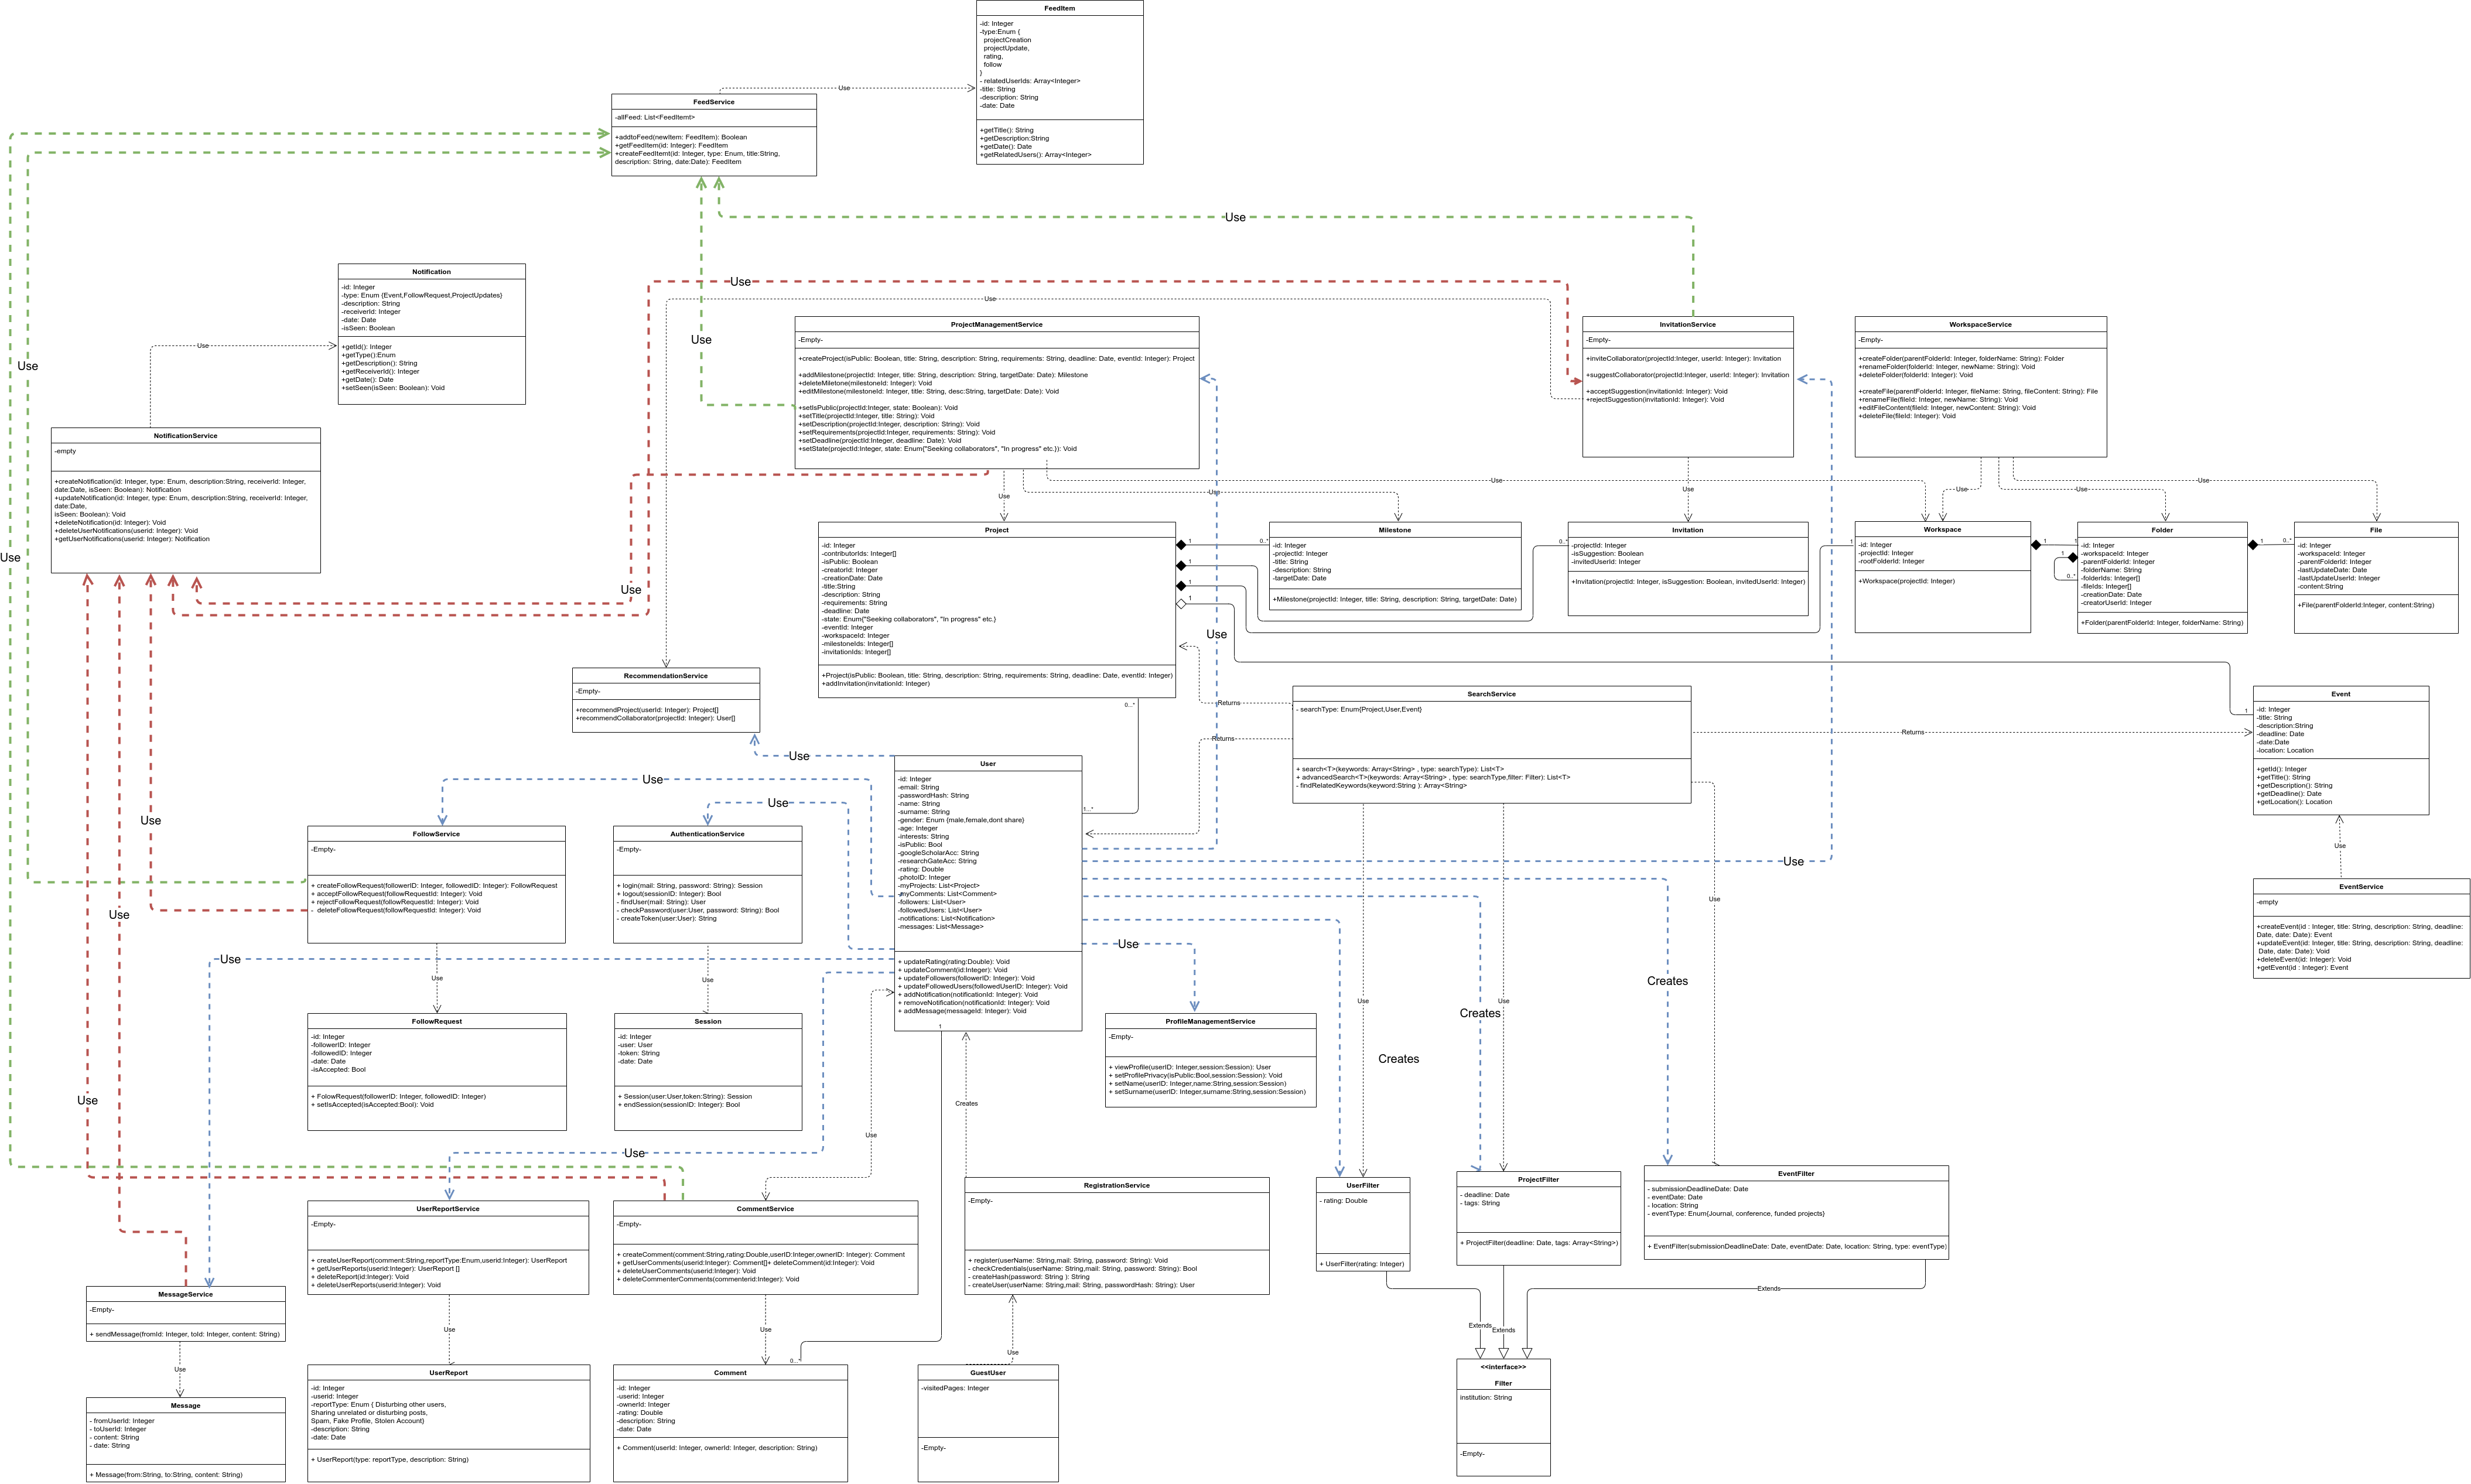 FeedItem
-id: Integer
-type:Enum {
projectCreation
projectUpdate,
rating,
follow
}
- relatedUserIds: Array<Integer>
-title: String
-description: String
-date: Date
+getTitle(): String
+getDescription:String
+getDate(): Date
+getRelatedUsers(): Array<Integer>
Use
FeedService
-allFeed: List<FeedItemt>
+addtoFeed(newItem: FeedItem): Boolean
+getFeedItem(id: Integer): FeedItem
+createFeedItemt(id: Integer, type: Enum, title:String,
description: String, date:Date): FeedItem
Use
Use
Use
Use
Use
Use
Notification
-id: Integer
-type: Enum {Event,FollowRequest,ProjectUpdates}
-description: String
-receiverId: Integer
-date: Date
-isSeen: Boolean
+getId(): Integer
+getType():Enum
+getDescription(): String
+getReceiverId(): Integer
+getDate(): Date
+setSeen(isSeen: Boolean): Void
Use
NotificationService
-empty
+createNotification(id: Integer, type: Enum, description:String, receiverId: Integer,
date:Date, isSeen: Boolean): Notification
+updateNotification(id: Integer, type: Enum, description:String, receiverId: Integer,
date:Date,
isSeen: Boolean): Void
+deleteNotification(id: Integer): Void
+deleteUserNotifications(userid: Integer): Void
+getUserNotifications(userid: Integer): Notification
ProjectManagementService
-Empty-
+createProject(isPublic: Boolean, title: String, description: String, requirements: String, deadline: Date, eventId: Integer): Project
+addMilestone(projectId: Integer, title: String, description: String, targetDate: Date): Milestone
+deleteMiletone(milestoneId: Integer): Void
+editMilestone(milestoneId: Integer, title: String, desc:String, targetDate: Date): Void
+setIsPublic(projectId:Integer, state: Boolean): Void
+setTitle(projectId:Integer, title: String): Void
+setDescription(projectId:Integer, description: String): Void
+setRequirements(projectId:Integer, requirements: String): Void
+setDeadline(projectId:Integer, deadline: Date): Void
+setState(projectId:Integer, state: Enum("Seeking collaborators", "In progress" etc.}): Void
InvitationService
-Empty-
+inviteCollaborator(projectId:Integer, userId: Integer): Invitation
+suggestCollaborator(projectId:Integer, userId: Integer): Invitation
+acceptSuggestion(invitationId: Integer): Void
+rejectSuggestion(invitationId: Integer): Void
WorkspaceService
-Empty-
+createFolder(parentFolderId: Integer, folderName: String): Folder
+renameFolder(folderId: Integer, newName: String): Void
+deleteFolder(folderId: Integer): Void
+createFile(parentFolderId: Integer, fileName: String, fileContent: String): File
+renameFile(fileId: Integer, newName: String): Void
+editFileContent(fileId: Integer, newContent: String): Void
+deleteFile(fileId: Integer): Void
Use
Use
Use
Use
Use
Use
Use
Use
Project
-id: Integer
-contributorIds: Integer[]
-isPublic: Boolean
-creatorId: Integer
-creationDate: Date
-title:String
-description: String
-requirements: String
-deadline: Date
-state: Enum{"Seeking collaborators", "In progress" etc.}
-eventId: Integer
-workspaceId: Integer
-milestoneIds: Integer[]
-invitationIds: Integer[]
+Project(isPublic: Boolean, title: String, description: String, requirements: String, deadline: Date, eventId: Integer)
+addInvitation(invitationId: Integer)
1
1
1
1
0..*
Milestone
-id: Integer
-projectId: Integer
-title: String
-description: String
-targetDate: Date
+Milestone(projectId: Integer, title: String, description: String, targetDate: Date)
0..*
Invitation
-projectId: Integer
-isSuggestion: Boolean
-invitedUserId: Integer
+Invitation(projectId: Integer, isSuggestion: Boolean, invitedUserId: Integer)
1
Workspace
-id: Integer
-projectId: Integer
-rootFolderId: Integer
+Workspace(projectId: Integer)
1
1
Folder
-id: Integer
-workspaceId: Integer
-parentFolderId: Integer
-folderName: String
-folderIds: Integer[]
-fileIds: Integer[]
-creationDate: Date
-creatorUserId: Integer
+Folder(parentFolderId: Integer, folderName: String)
1
0..*
1
0..*
File
-id: Integer
-workspaceId: Integer
-parentFolderId: Integer
-lastUpdateDate: Date
-lastUpdateUserId: Integer
-content:String
+File(parentFolderId:Integer, content:String)
Use
RecommendationService
-Empty-
+recommendProject(userId: Integer): Project[]
+recommendCollaborator(projectId: Integer): User[]
0...*
Returns
Returns
SearchService
- searchType: Enum{Project,User,Event}
+ search<T>(keywords: Array<String> , type: searchType): List<T>
+ advancedSearch<T>(keywords: Array<String> , type: searchType,filter: Filter): List<T>
- findRelatedKeywords(keyword:String ): Array<String>
Returns
1
Event
-id: Integer
-title: String
-description:String
-deadline: Date
-date:Date
-location: Location
+getId(): Integer
+getTitle(): String
+getDescription(): String
+getDeadline(): Date
+getLocation(): Location
Use
EventService
-empty
+createEvent(id : Integer, title: String, description: String, deadline:
Date, date: Date): Event
+updateEvent(id: Integer, title: String, description: String, deadline:
Date, date: Date): Void
+deleteEvent(id: Integer): Void
+getEvent(id : Integer): Event
Use
Use
Use
User
-id: Integer
-email: String
-passwordHash: String
-name: String
-surname: String
-gender: Enum {male,female,dont share}
-age: Integer
-interests: String
-isPublic: Bool
-googleScholarAcc: String
-researchGateAcc: String
-rating: Double
-photoID: Integer
-myProjects: List<Project>
-myComments: List<Comment>
-followers: List<User>
-followedUsers: List<User>
-notifications: List<Notification>
-messages: List<Message>
+ updateRating(rating:Double): Void
+ updateComment(id:Integer): Void
+ updateFollowers(followerID: Integer): Void
+ updateFollowedUsers(followedUserID: Integer): Void
+ addNotification(notificationId: Integer): Void
+ removeNotification(notificationId: Integer): Void
+ addMessage(messageId: Integer): Void
1...*
1
Use
Use
FollowService
-Empty-
+ createFollowRequest(followerID: Integer, followedID: Integer): FollowRequest
+ acceptFollowRequest(followRequestId: Integer): Void
+ rejectFollowRequest(followRequestId: Integer): Void
- deleteFollowRequest(followRequestId: Integer): Void
AuthenticationService
-Empty-
+ login(mail: String, password: String): Session
+ logout(sessionID: Integer): Bool
- findUser(mail: String): User
- checkPassword(user:User, password: String): Bool
- createToken(user:User): String
Use
Use
Use
Use
Use
Use
Use
Use
Use
Creates
Creates
Creates
Use
FollowRequest
-id: Integer
-followerID: Integer
-followedID: Integer
-date: Date
-isAccepted: Bool
+ FolowRequest(followerID: Integer, followedID: Integer)
+ setIsAccepted(isAccepted:Bool): Void
Session
-id: Integer
-user: User
-token: String
-date: Date
+ Session(user:User,token:String): Session
+ endSession(sessionID: Integer): Bool
ProfileManagementService
-Empty-
+ viewProfile(userID: Integer,session:Session): User
+ setProfilePrivacy(isPublic:Bool,session:Session): Void
+ setName(userID: Integer,name:String,session:Session)
+ setSurname(userID: Integer,surname:String,session:Session)
Use
Creates
Use
Use
UserReportService
-Empty-
+ createUserReport(comment:String,reportType:Enum,userid:Integer): UserReport
+ getUserReports(userid:Integer): UserReport []
+ deleteReport(id:Integer): Void
+ deleteUserReports(userid:Integer): Void
CommentService
-Empty-
+ createComment(comment:String,rating:Double,userID:Integer,ownerID: Integer): Comment
+ getUserComments(userid:Integer): Comment[]+ deleteComment(id:Integer): Void
+ deleteUserComments(userid:Integer): Void
+ deleteCommenterComments(commenterid:Integer): Void
RegistrationService
-Empty-
+ register(userName: String,mail: String, password: String): Void
- checkCredentials(userName: String,mail: String, password: String): Bool
- createHash(password: String ): String
- createUser(userName: String,mail: String, passwordHash: String): User
UserFilter
- rating: Double
+ UserFilter(rating: Integer)
ProjectFilter
- deadline: Date
- tags: String
+ ProjectFilter(deadline: Date, tags: Array<String>)
EventFilter
- submissionDeadlineDate: Date
- eventDate: Date
- location: String
- eventType: Enum{Journal, conference, funded projects}
+ EventFilter(submissionDeadlineDate: Date, eventDate: Date, location: String, type: eventType)
MessageService
-Empty-
+ sendMessage(fromId: Integer, toId: Integer, content: String)
Use
Use
Use
Use
0...*
Extends
Extends
Extends
Message
- fromUserId: Integer
- toUserId: Integer
- content: String
- date: String
+ Message(from:String, to:String, content: String)
UserReport
-id: Integer
-userid: Integer
-reportType: Enum { Disturbing other users,
Sharing unrelated or disturbing posts,
Spam, Fake Profile, Stolen Account}
-description: String
-date: Date
+ UserReport(type: reportType, description: String)
Comment
-id: Integer
-userid: Integer
-ownerId: Integer
-rating: Double
-description: String
-date: Date
+ Comment(userId: Integer, ownerId: Integer, description: String)
GuestUser
-visitedPages: Integer
-Empty-
<<interface>>
Filter
institution: String
-Empty-